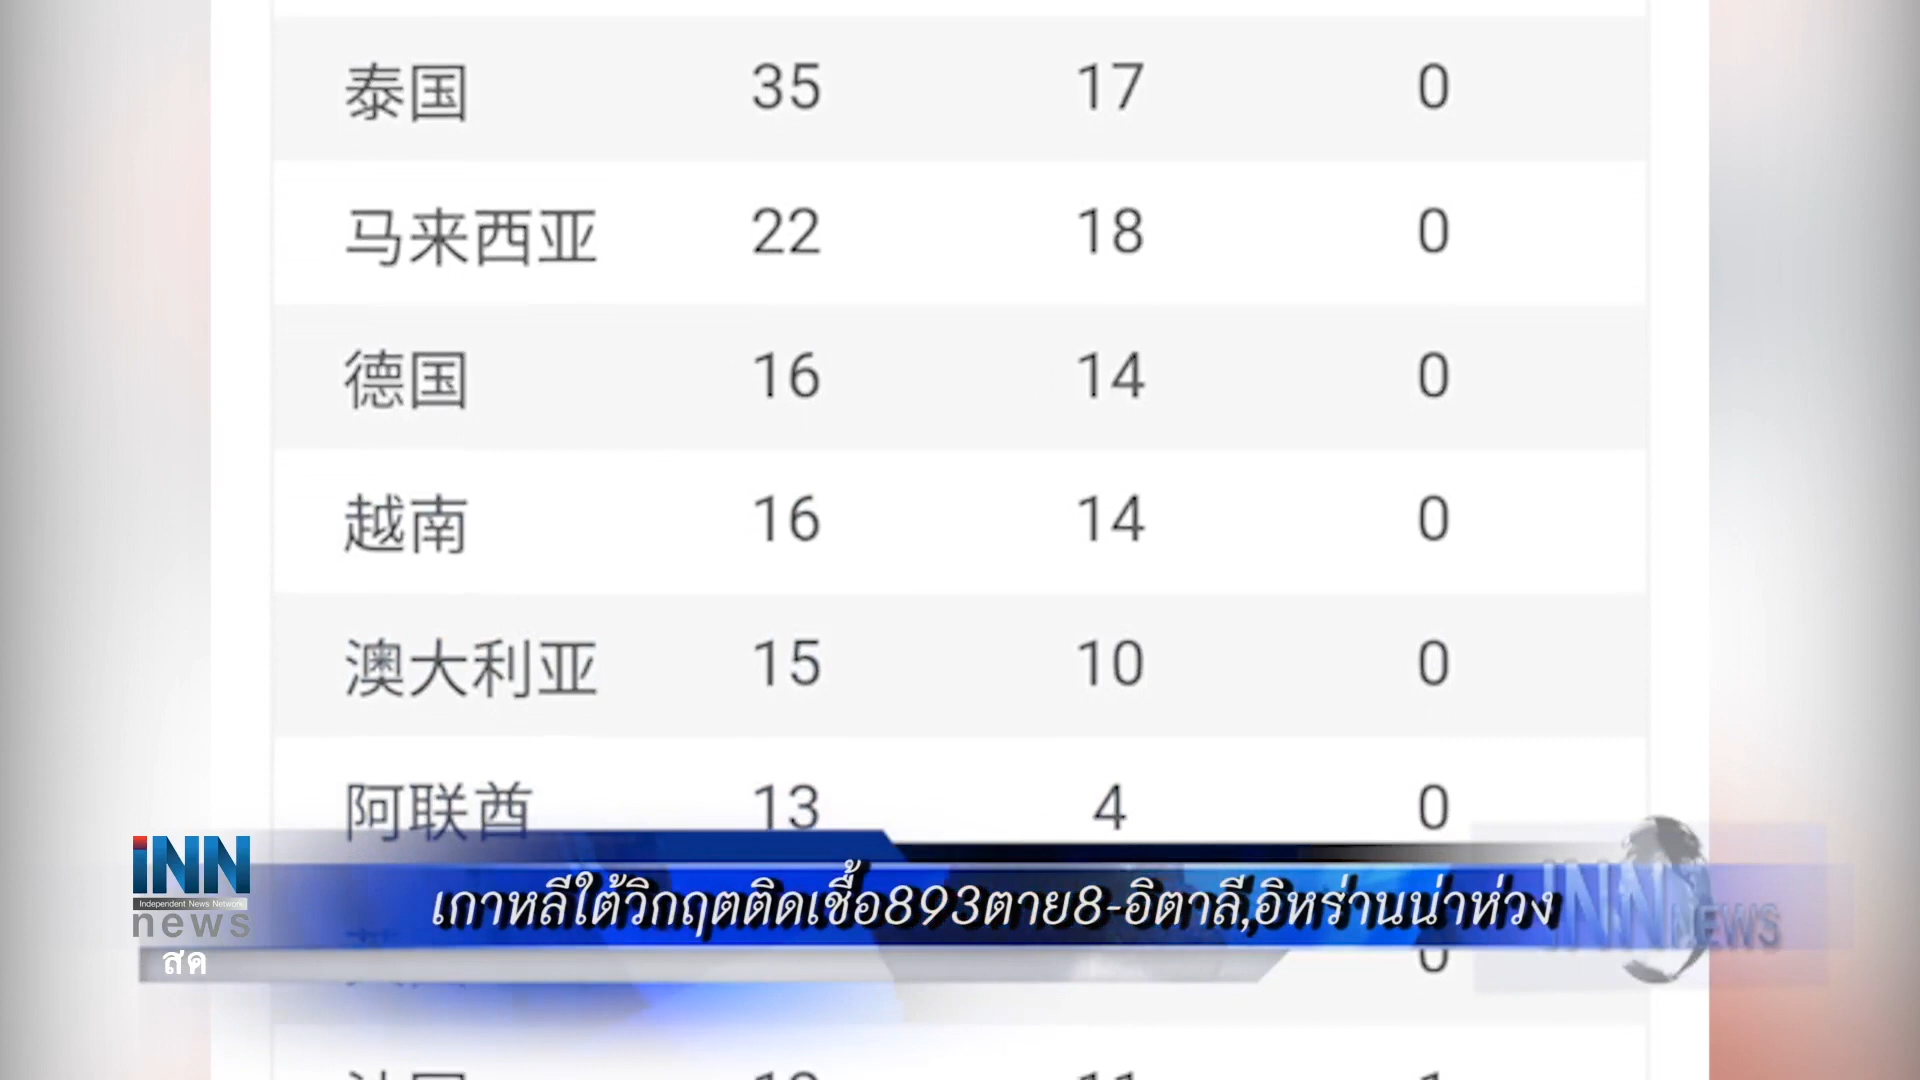 泰国 35 17 0
马来西亚 22 18 0
德国 16 14 0
越南 16 14 0
澳大利亚 15 10 0
阿联酋 13 4 0
iNN
Independent News Network
news
สด
เกาหลีใต้วิกฤตติดเชื้อ893ตาย8-อิตาลี,อิหร่านน่าห่วง
INN NEWS
0